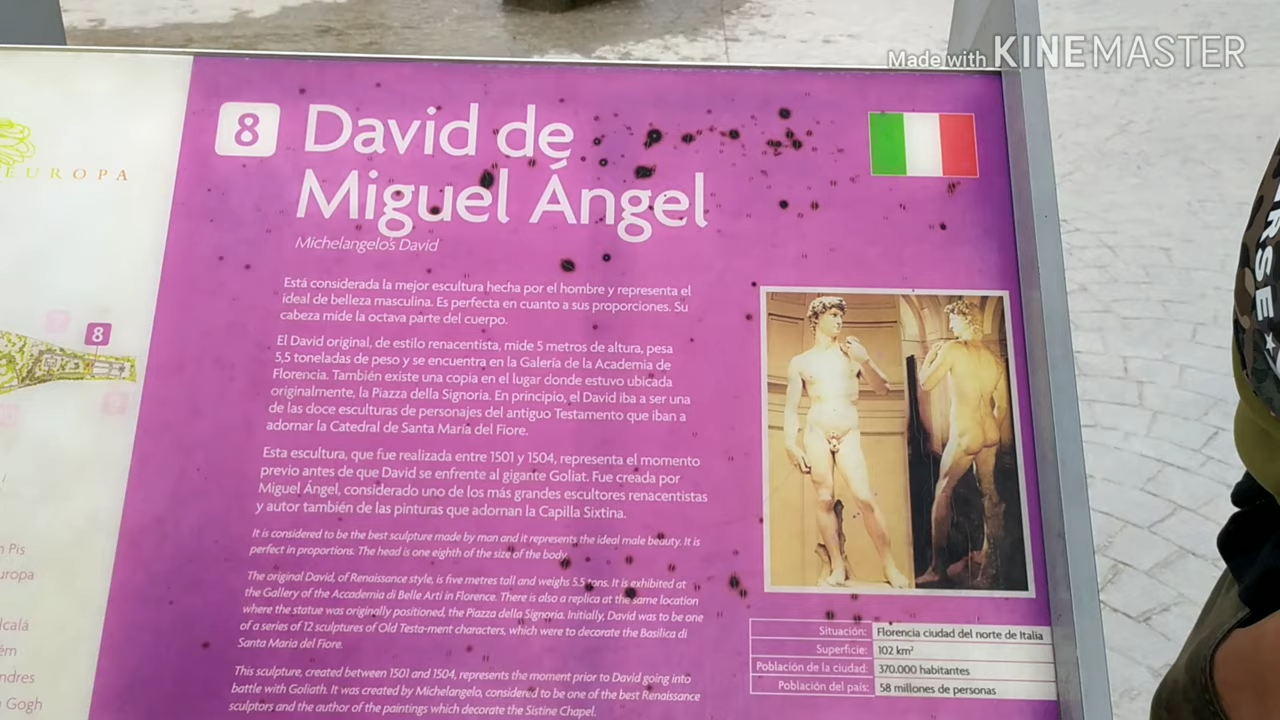 Made with KINEMASTER
EUROPA
8
David de
Miguel Ángel
Michelangelo's David
Está considerada la mejor escultura hecha por el hombre y representa el
ideal de belleza masculina. Es perfecta en cuanto a sus proporciones. Su
cabeza mide la octava parte del cuerpo.
El David original, de estilo renacentista, mide 5 metros de altura, pesa
5,5 toneladas de peso y se encuentra en la Galería de la Academia de
Florencia. También existe una copia en el lugar donde estuvo ubicada
originalmente, la Piazza della Signoria. En principio, el David iba a ser una
de las doce esculturas de personajes del antiguo Testamento que iban a
adornar la Catedral de Santa María del Fiore.
Esta escultura, que fue realizada entre 1501 y 1504, representa el momento
previo antes de que David se enfrente al gigante Goliat. Fue creada por
Miguel Ángel, considerado uno de los más grandes escultores renacentistas
y autor también de las pinturas que adornan la Capilla Sixtina.
It is considered to be the best sculpture made by man and it represents the ideal male beauty. It is
perfect in proportions. The head is one eighth of the size of the body.
The original David, of Renaissance style, is five metres tall and weighs 5.5 tons. It is exhibited at
the Gallery of the Accademia di Belle Arti in Florence. There is also a replica at the same location
where the statue was originally positioned, the Piazza della Signoria. Initially, David was to be one
of a series of 12 sculptures of Old Testa-ment characters, which were to decorate the Basilica di
Santa Maria del Fiore.
This sculpture, created between 1501 and 1504, represents the moment prior to David going into
battle with Goliath. It was created by Michelangelo, considered to be one of the best Renaissance
sculptors and the author of the paintings which decorate the Sistine Chapel.
Situación: Florencia ciudad del norte de Italia
Superficie: 102 km²
Población de la ciudad: 370.000 habitantes
Población del país: 58 millones de personas
7
8
9
Pis
uropa
lcalá
ém
ndres
Gogh
RSE